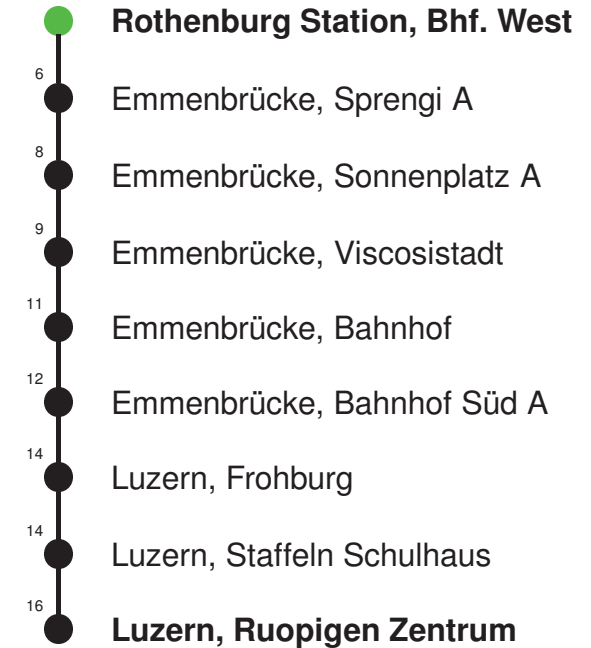 Rothenburg Station, Bhf. West
6
Emmenbrücke, Sprengi A
8
Emmenbrücke, Sonnenplatz A
9
Emmenbrücke, Viscosistadt
11
Emmenbrücke, Bahnhof
12
Emmenbrücke, Bahnhof Süd A
14
Luzern, Frohburg
14
Luzern, Staffeln Schulhaus
16
Luzern, Ruopigen Zentrum